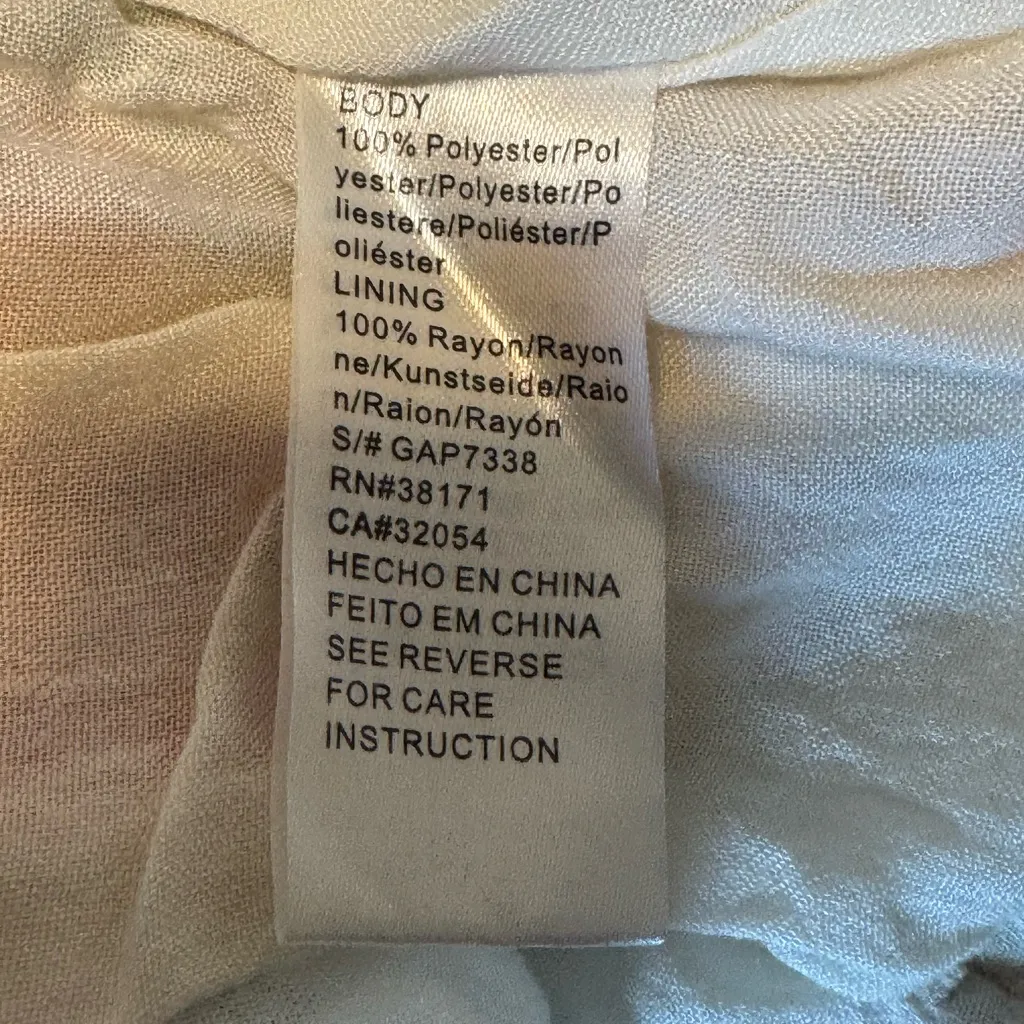 BODY
100% Polyester/Pol
yester/Polyester/Po
liestere/Poliéster/P
oliéster
LINING
100% Rayon/Rayon
ne/Kunstseide/Raio
n/Raion/Rayón
S/# GAP7338
RN#38171
CA#32054
HECHO EN CHINA
FEITO EM CHINA
SEE REVERSE
FOR CARE
INSTRUCTION